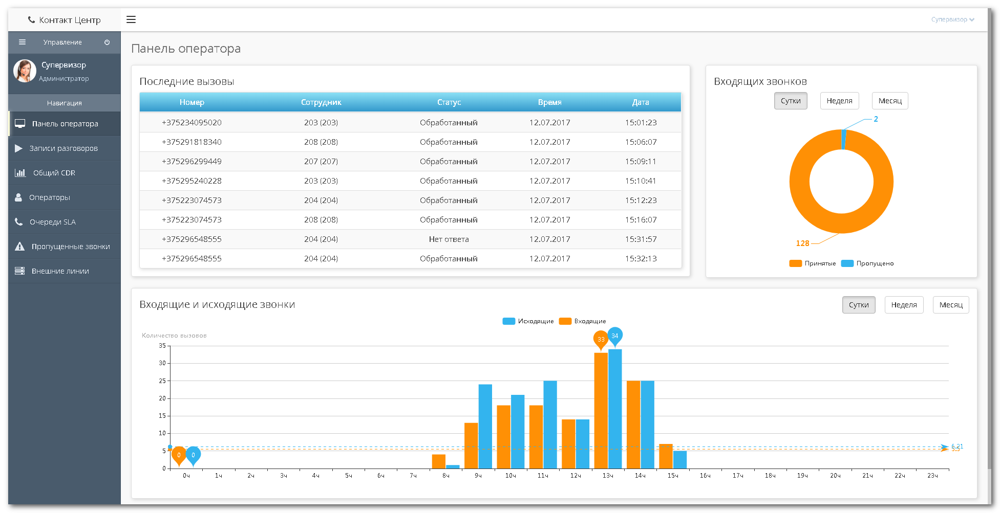 Контакт Центр
Супервизор
Управление
Супервизор
Администратор
Навигация
Панель оператора
Записи разговоров
Общий CDR
Операторы
Очереди SLA
Пропущенные звонки
Внешние линии
Панель оператора
Последние вызовы
Номер Сотрудник Статус Время Дата
+375234095020 203 (203) Обработанный 12.07.2017 15:01:23
+375291818340 208 (208) Обработанный 12.07.2017 15:06:07
+375296299449 207 (207) Обработанный 12.07.2017 15:09:11
+375295240228 203 (203) Обработанный 12.07.2017 15:10:41
+375223074573 204 (204) Обработанный 12.07.2017 15:12:23
+375223074573 208 (208) Обработанный 12.07.2017 15:16:07
+375296548555 204 (204) Нет ответа 12.07.2017 15:31:57
+375296548555 204 (204) Обработанный 12.07.2017 15:32:13
Входящих звонков
Сутки Неделя Месяц
2
128
Принятые Пропущено
Входящие и исходящие звонки
Сутки Неделя Месяц
Исходящие Входящие
Количество вызовов
33 34
35
30
25
20
15
10
5
0
0 0
6.21
5.5
0ч 1ч 2ч 3ч 4ч 5ч 6ч 7ч 8ч 9ч 10ч 11ч 12ч 13ч 14ч 15ч 16ч 17ч 18ч 19ч 20ч 21ч 22ч 23ч